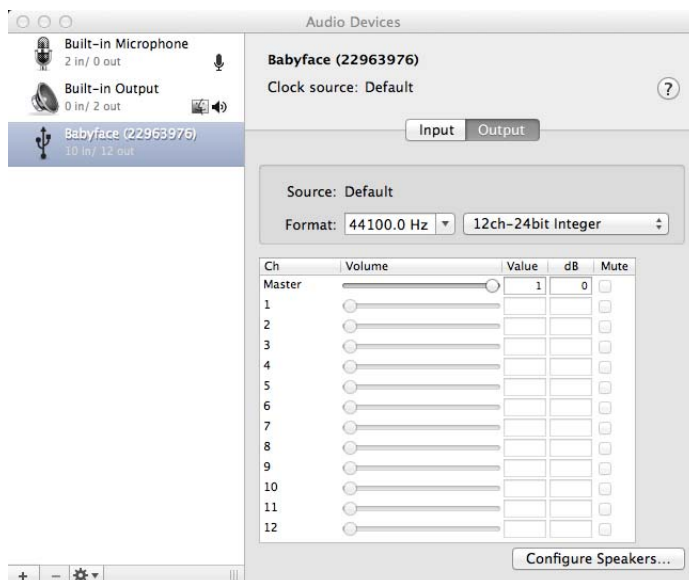 Audio Devices
Built-in Microphone
2 in/ 0 out
Built-in Output
0 in/ 2 out
Babyface (22963976)
10 in/ 12 out
Babyface (22963976)
Clock source: Default
?
Input Output
Source: Default
Format: 44100.0 Hz 12ch-24bit Integer
Ch Volume Value dB Mute
Master 1 0
1
2
3
4
5
6
7
8
9
10
11
12
Configure Speakers...